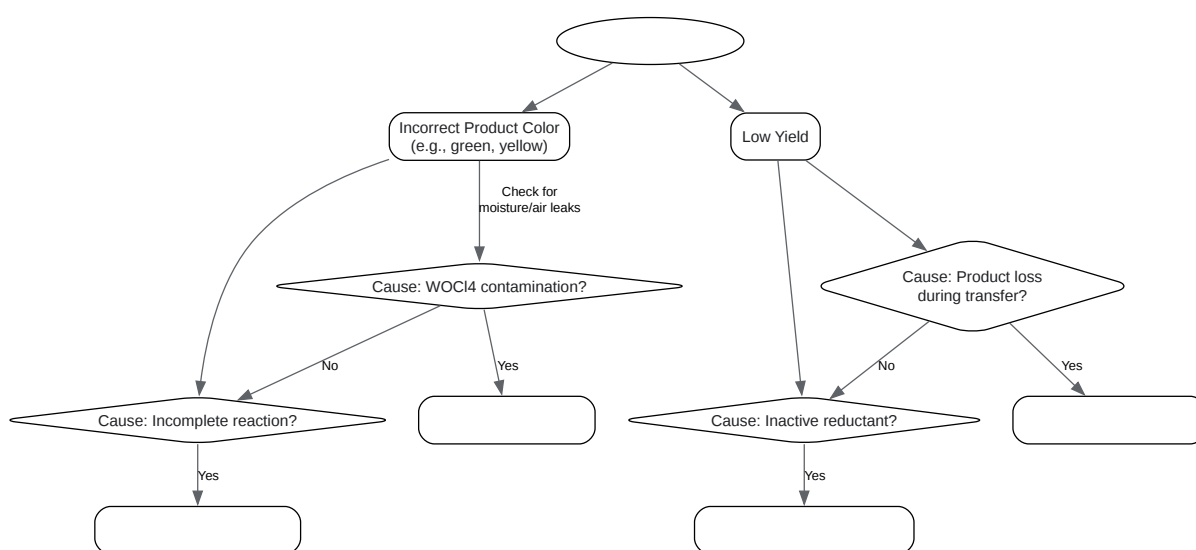 Incorrect Product Color
(e.g., green, yellow)
Low Yield
Check for
moisture/air leaks
Cause: WOCl4 contamination?
Cause: Product loss
during transfer?
No
Yes
No
Yes
Cause: Incomplete reaction?
Cause: Inactive reductant?
Yes
Yes